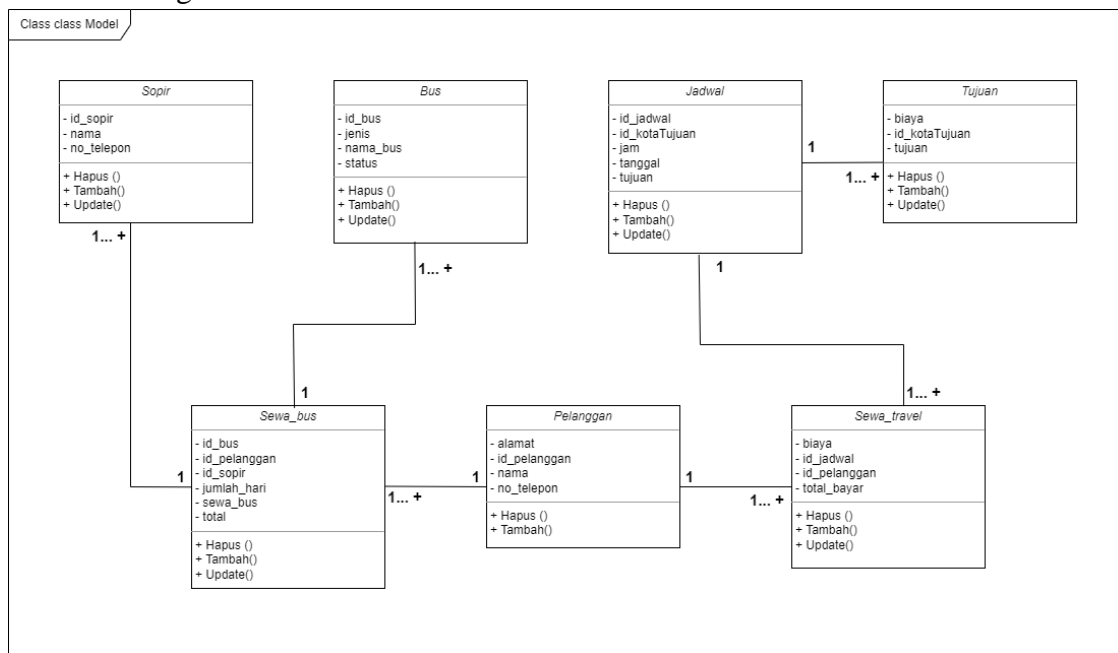 Class class Model
Sopir
- id_sopir
- nama
- no_telepon
+ Hapus ()
+ Tambah()
+ Update()
1... +
Bus
- id_bus
- jenis
- nama_bus
- status
+ Hapus ()
+ Tambah()
+ Update()
1... +
Jadwal
- id_jadwal
- id_kotaTujuan
- jam
- tanggal
- tujuan
+ Hapus ()
+ Tambah()
+ Update()
1
1
Tujuan
- biaya
- id_kotaTujuan
- tujuan
+ Hapus ()
+ Tambah()
+ Update()
1... +
1
Sewa_bus
- id_bus
- id_pelanggan
- id_sopir
- jumlah_hari
- sewa_bus
- total
+ Hapus ()
+ Tambah()
+ Update()
1
1... +
Pelanggan
- alamat
- id_pelanggan
- nama
- no_telepon
+ Hapus ()
+ Tambah()
1
1
1... +
Sewa_travel
- biaya
- id_jadwal
- id_pelanggan
- total_bayar
+ Hapus ()
+ Tambah()
+ Update()
1... +